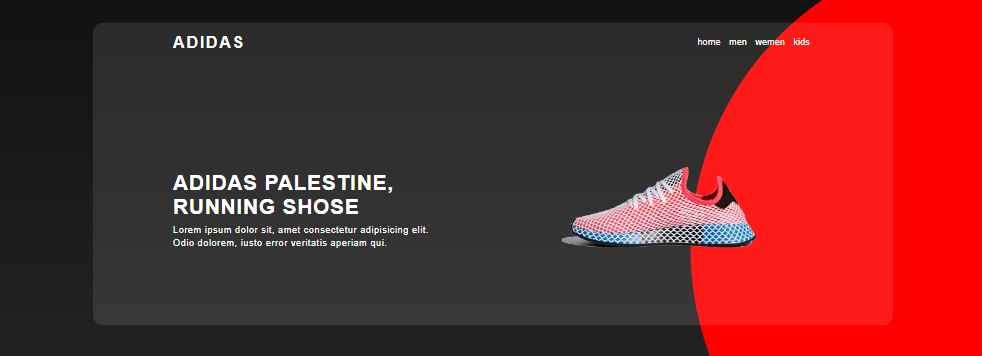 ADIDAS
home men wemen kids
ADIDAS PALESTINE,
RUNNING SHOSE
Lorem ipsum dolor sit, amet consectetur adipisicing elit.
Odio dolorem, iusto error veritatis aperiam qui.